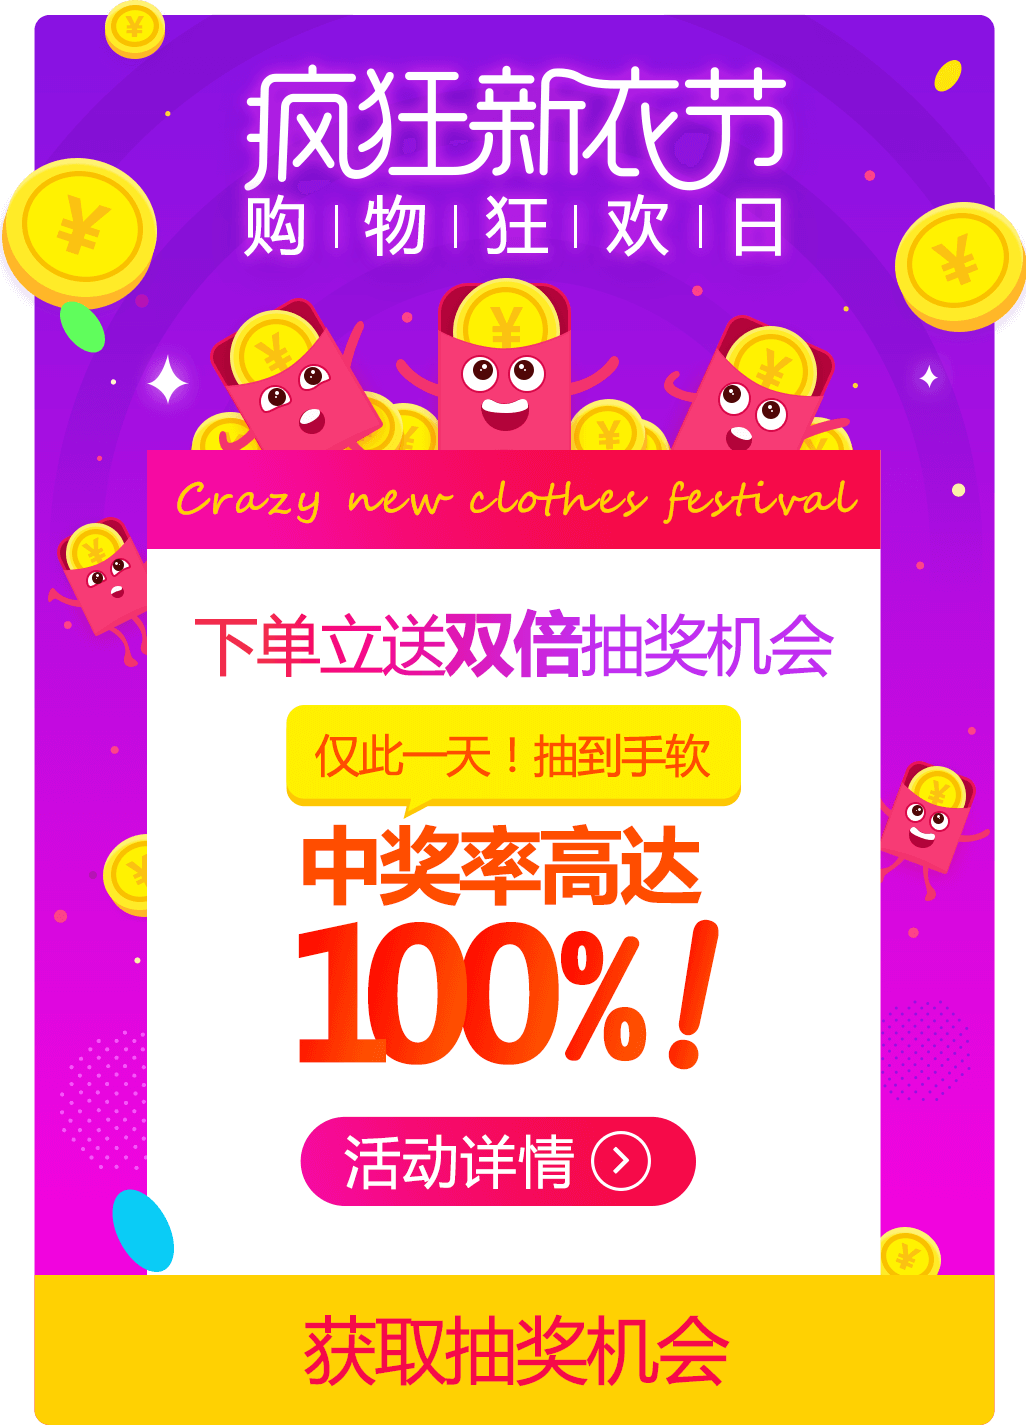 疯狂新衣节
购|物|狂|欢|日
Crazy new clothes festival
下单立送双倍抽奖机会
仅此一天！抽到手软
中奖率高达
100%！
活动详情
获取抽奖机会